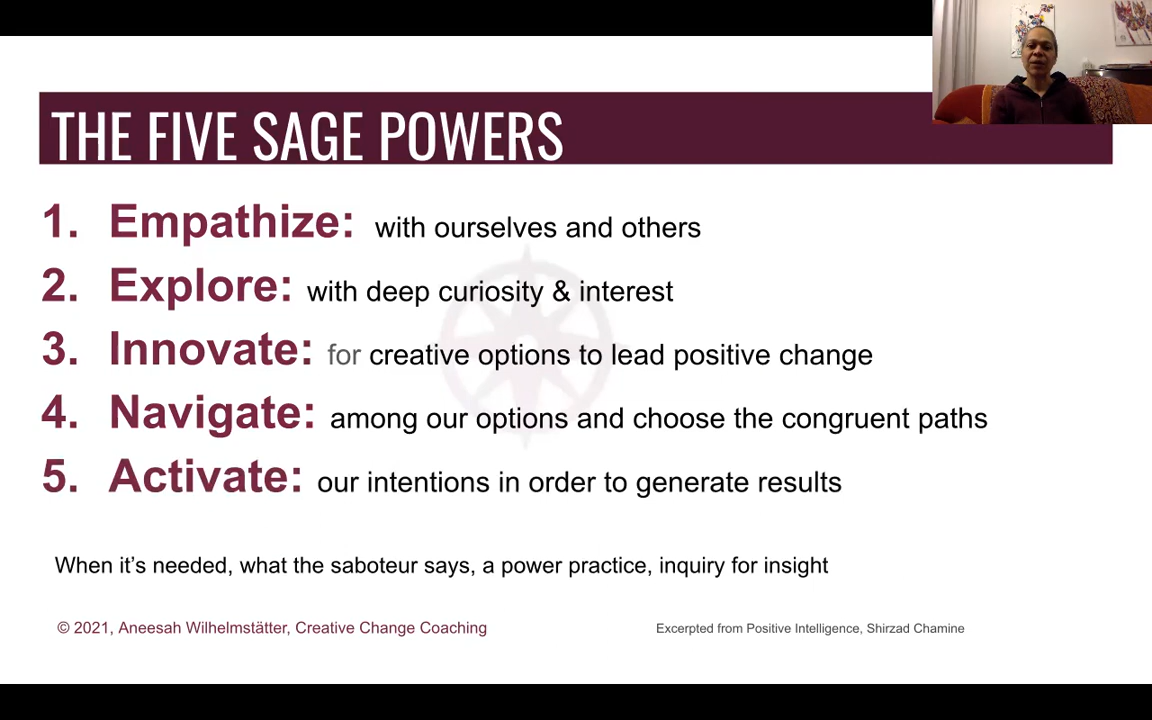 THE FIVE SAGE POWERS
1. Empathize: with ourselves and others
2. Explore: with deep curiosity & interest
3. Innovate: for creative options to lead positive change
4. Navigate: among our options and choose the congruent paths
5. Activate: our intentions in order to generate results
When it’s needed, what the saboteur says, a power practice, inquiry for insight
© 2021, Aneesah Wilhelmstätter, Creative Change Coaching
Excerpted from Positive Intelligence, Shirzad Chamine